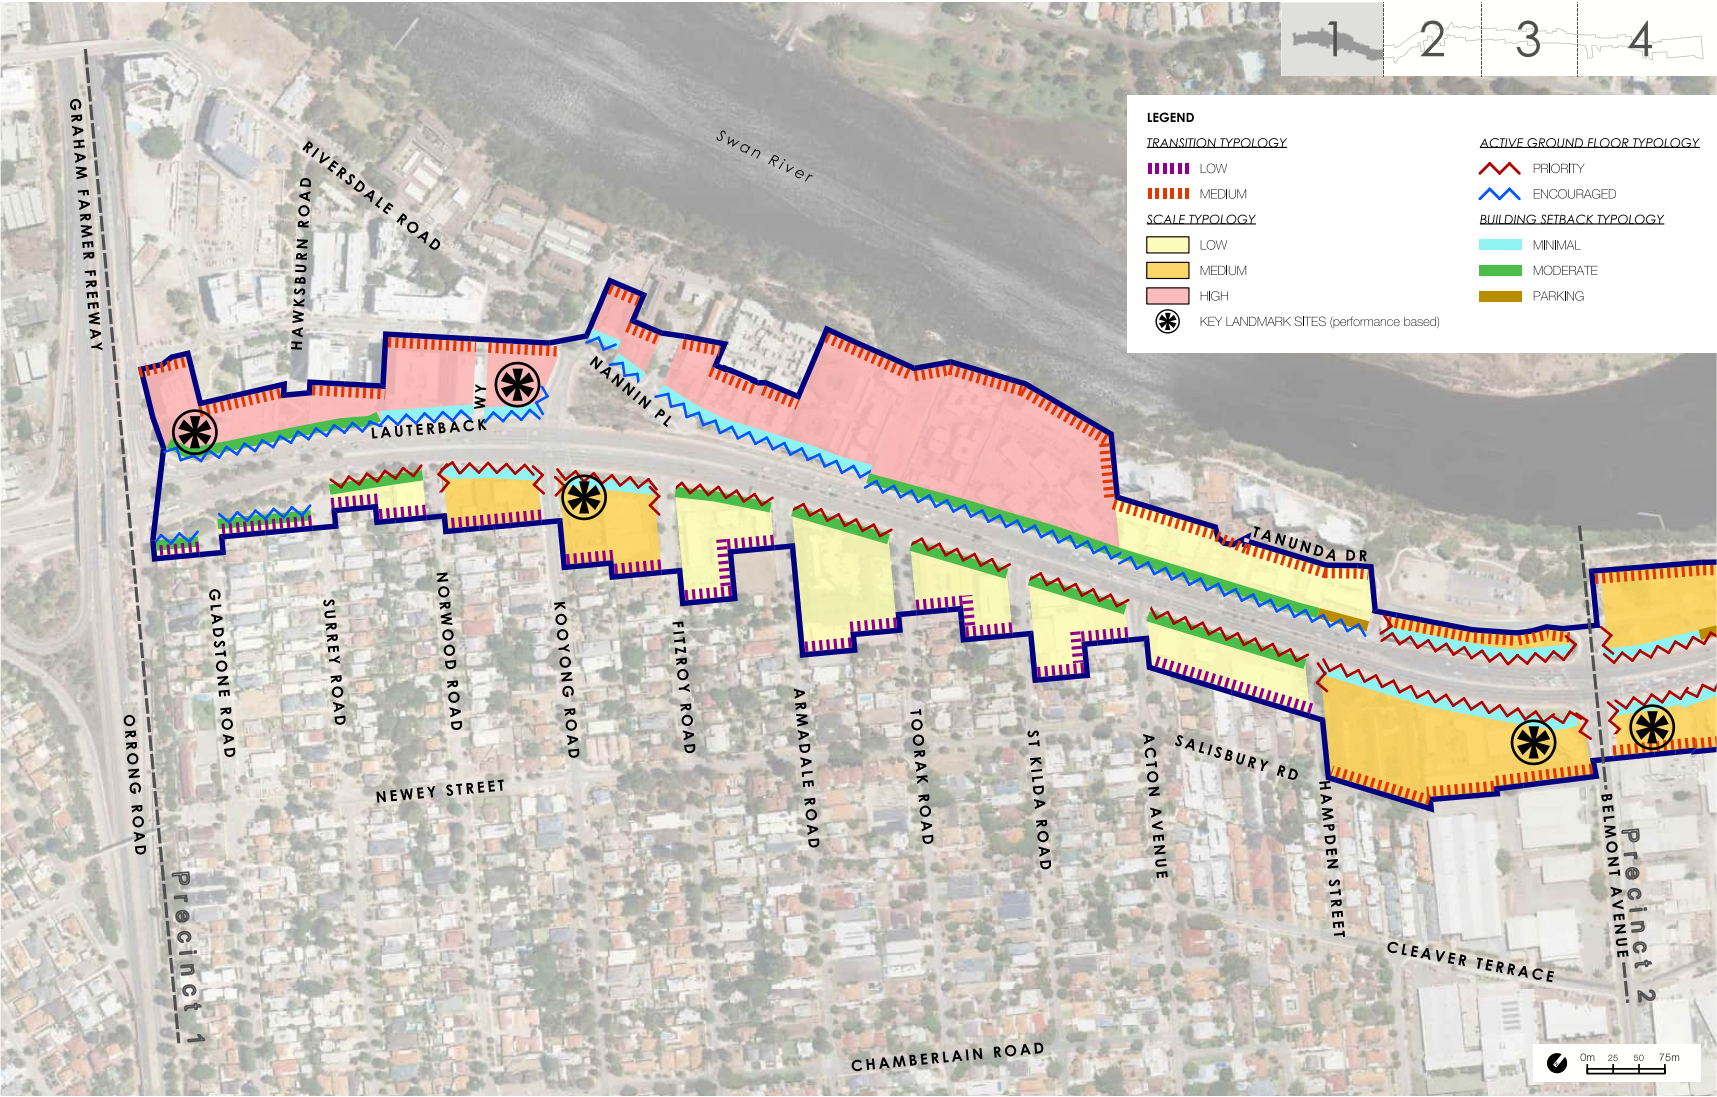 1 2 3 4
LEGEND
TRANSITION TYPOLOGY
LOW
MEDIUM
SCALE TYPOLOGY
LOW
MEDIUM
HIGH
KEY LANDMARK SITES (performance based)
ACTIVE GROUND FLOOR TYPOLOGY
PRIORITY
ENCOURAGED
BUILDING SETBACK TYPOLOGY
MINIMAL
MODERATE
PARKING
Swan River
GRAHAM FARMER FREEWAY
RIVERSDALE ROAD
HAWKSBURN ROAD
NANNIN PL
WY
LAUTERBACK
TANUNDA DR
GLADSTONE ROAD
SURREY ROAD
NORWOOD ROAD
KOOYONG ROAD
FITZROY ROAD
ARMADALE ROAD
TOORAK ROAD
ST KILDA ROAD
ACTON AVENUE
SALISBURY RD
HAMPDEN STREET
BELMONT AVENUE
ORRONG ROAD
NEWEY STREET
Precinct 1
Precinct 2
CLEAVER TERRACE
CHAMBERLAIN ROAD
0m 25 50 75m